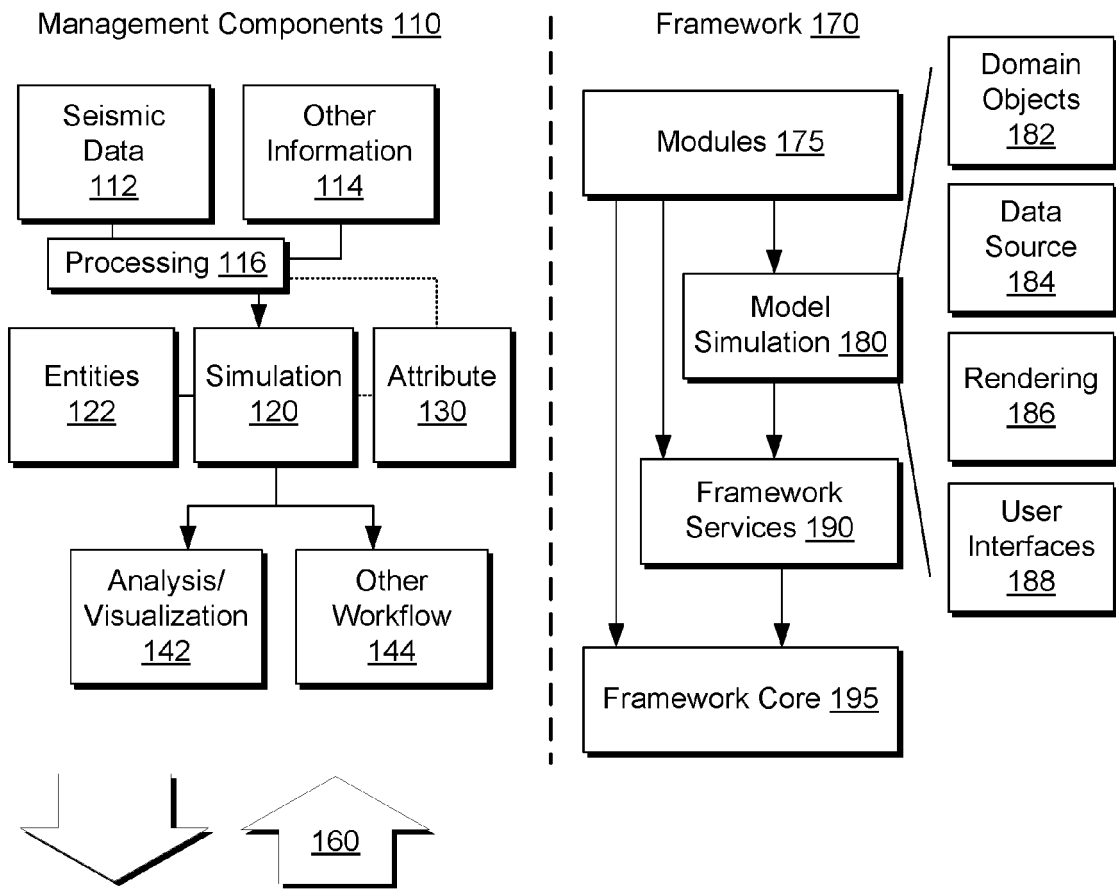 Management Components 110
Seismic
Data
112
Other
Information
114
Processing 116
Entities
122
Simulation
120
Attribute
130
Analysis/
Visualization
142
Other
Workflow
144
160
Framework 170
Modules 175
Model
Simulation 180
Framework
Services 190
Framework Core 195
Domain
Objects
182
Data
Source
184
Rendering
186
User
Interfaces
188